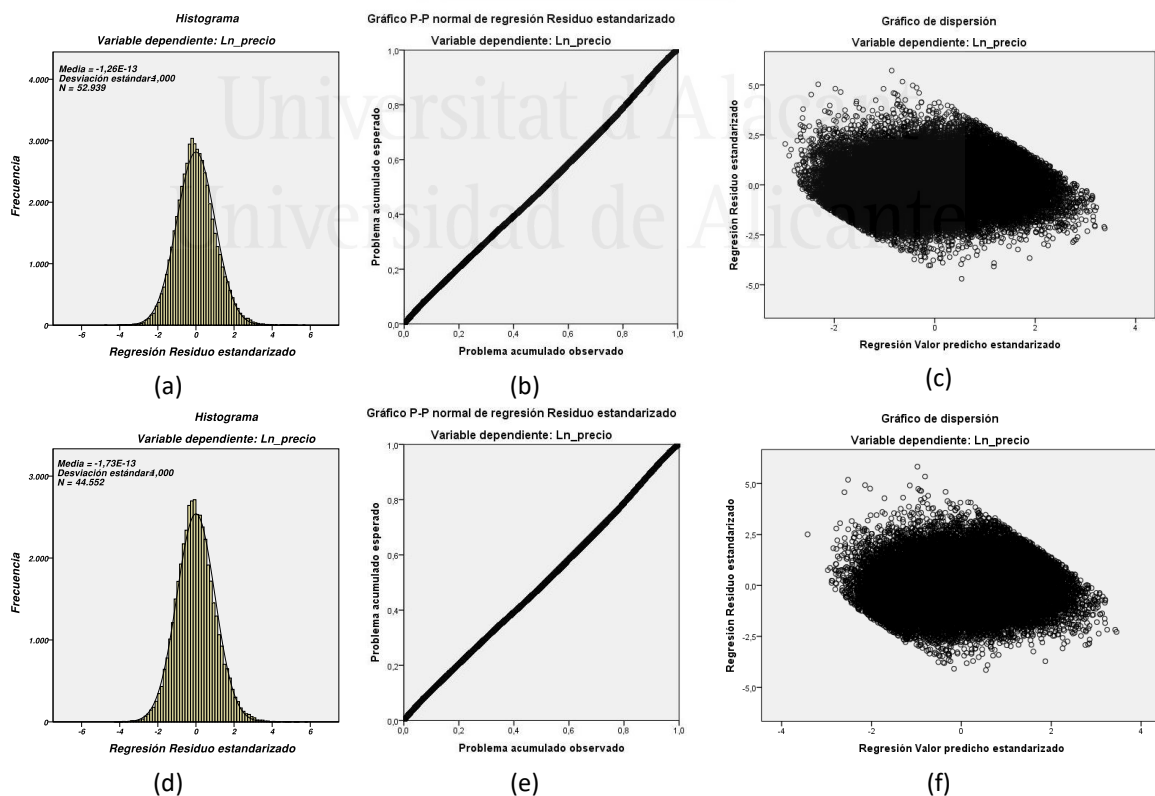 Histograma
Variable dependiente: Ln_precio
Media = -1,26E-13
Desviación estándar=1,000
N = 52.939
4.000
3.000
2.000
1.000
0
Frecuencia
-6 -4 -2 0 2 4 6
Regresión Residuo estandarizado
(a)
Gráfico P-P normal de regresión Residuo estandarizado
Variable dependiente: Ln_precio
1,0
0,8
0,6
0,4
0,2
0,0
Problema acumulado esperado
0,0 0,2 0,4 0,6 0,8 1,0
Problema acumulado observado
(b)
Gráfico de dispersión
Variable dependiente: Ln_precio
5,0
2,5
0,0
-2,5
-5,0
Regresión Residuo estandarizado
-2 0 2 4
Regresión Valor predicho estandarizado
(c)
Universitat d'Alacant
Universidad de Alicante
Histograma
Variable dependiente: Ln_precio
Media = -1,73E-13
Desviación estándar=1,000
N = 44.552
3.000
2.000
1.000
0
Frecuencia
-6 -4 -2 0 2 4 6
Regresión Residuo estandarizado
(d)
Gráfico P-P normal de regresión Residuo estandarizado
Variable dependiente: Ln_precio
1,0
0,8
0,6
0,4
0,2
0,0
Problema acumulado esperado
0,0 0,2 0,4 0,6 0,8 1,0
Problema acumulado observado
(e)
Gráfico de dispersión
Variable dependiente: Ln_precio
5,0
2,5
0,0
-2,5
-5,0
Regresión Residuo estandarizado
-4 -2 0 2 4
Regresión Valor predicho estandarizado
(f)